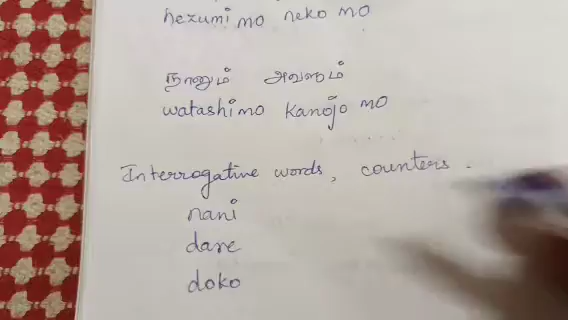 nezumi mo neko mo
நானும் அவளும்
watashi mo kanojo mo
Interrogative words, counters.
nani
dare
doko